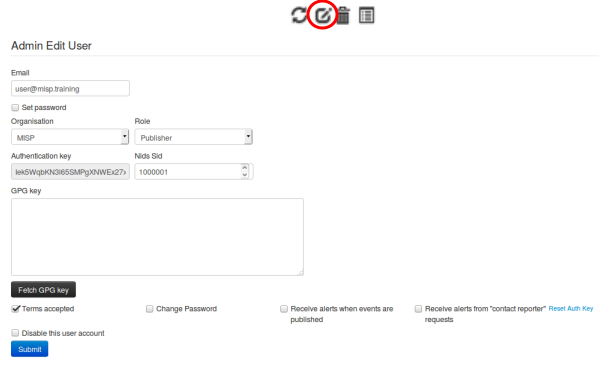 Admin Edit User
Email
user@misp.training
Set password
Organisation Role
MISP Publisher
Authentication key Nids Sid
1000001
GPG key
Fetch GPG key
Terms accepted Change Password Receive alerts when events are published Receive alerts from "contact reporter" requests Reset Auth Key
Disable this user account
Submit